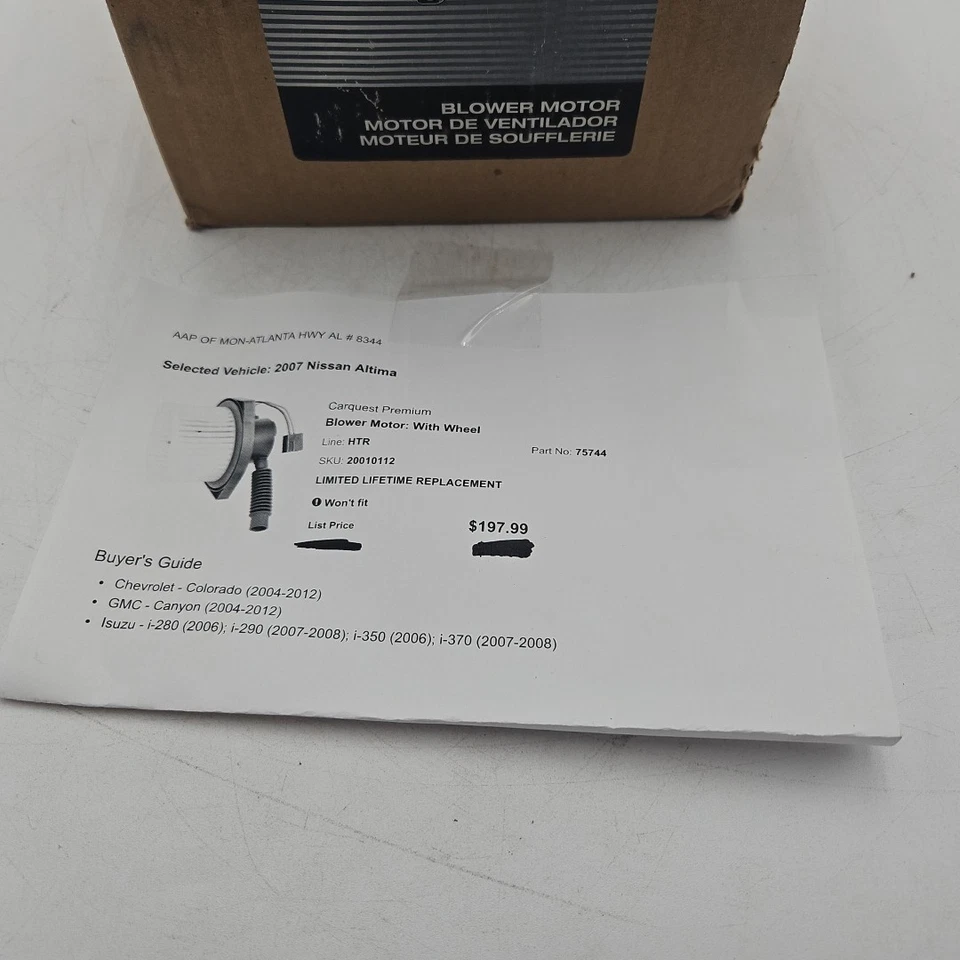 BLOWER MOTOR
MOTOR DE VENTILADOR
MOTEUR DE SOUFFLERIE
AAP OF MON-ATLANTA HWY AL # 8344
Selected Vehicle: 2007 Nissan Altima
Carquest Premium
Blower Motor: With Wheel
Line: HTR
Part No: 75744
SKU: 20010112
LIMITED LIFETIME REPLACEMENT
Won't fit
List Price $197.99
Buyer's Guide
• Chevrolet - Colorado (2004-2012)
• GMC - Canyon (2004-2012)
• Isuzu - i-280 (2006); i-290 (2007-2008); i-350 (2006); i-370 (2007-2008)